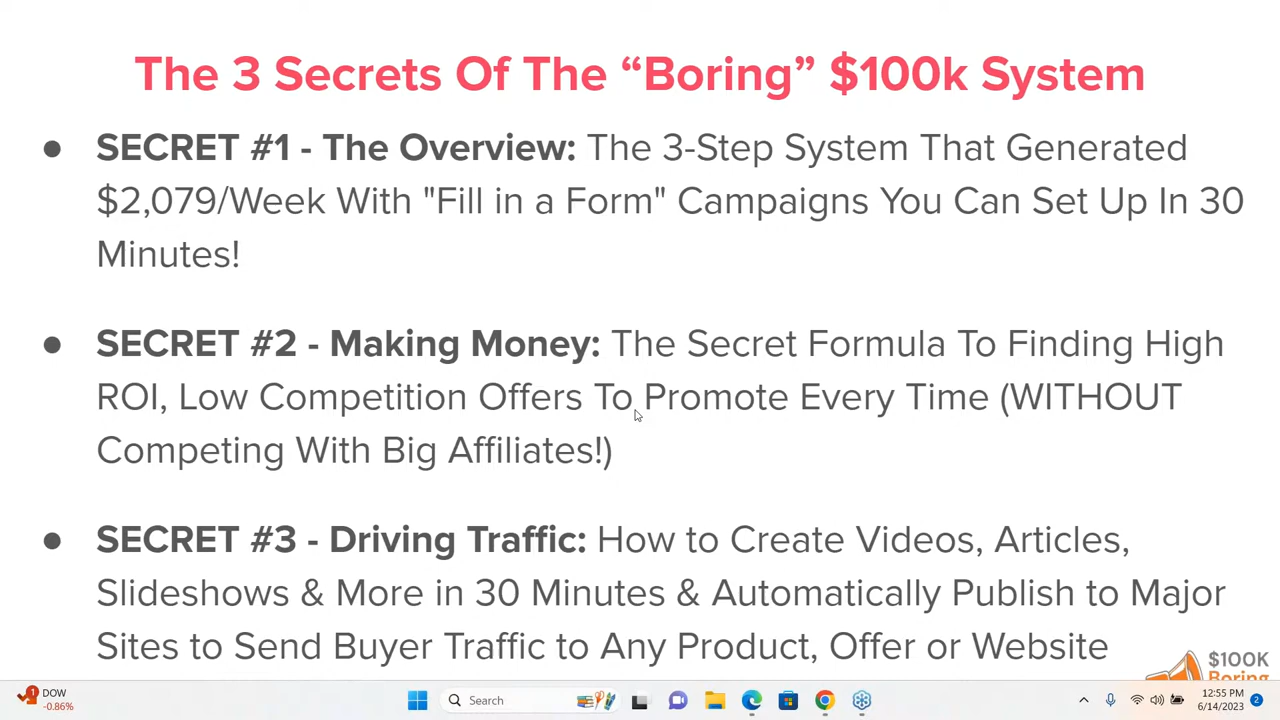 The 3 Secrets Of The “Boring” $100k System
● SECRET #1 - The Overview: The 3-Step System That Generated
$2,079/Week With "Fill in a Form" Campaigns You Can Set Up In 30
Minutes!
● SECRET #2 - Making Money: The Secret Formula To Finding High
ROI, Low Competition Offers To Promote Every Time (WITHOUT
Competing With Big Affiliates!)
● SECRET #3 - Driving Traffic: How to Create Videos, Articles,
Slideshows & More in 30 Minutes & Automatically Publish to Major
Sites to Send Buyer Traffic to Any Product, Offer or Website
$100K
Boring
1
DOW
-0.86%
Search
12:55 PM
6/14/2023
2